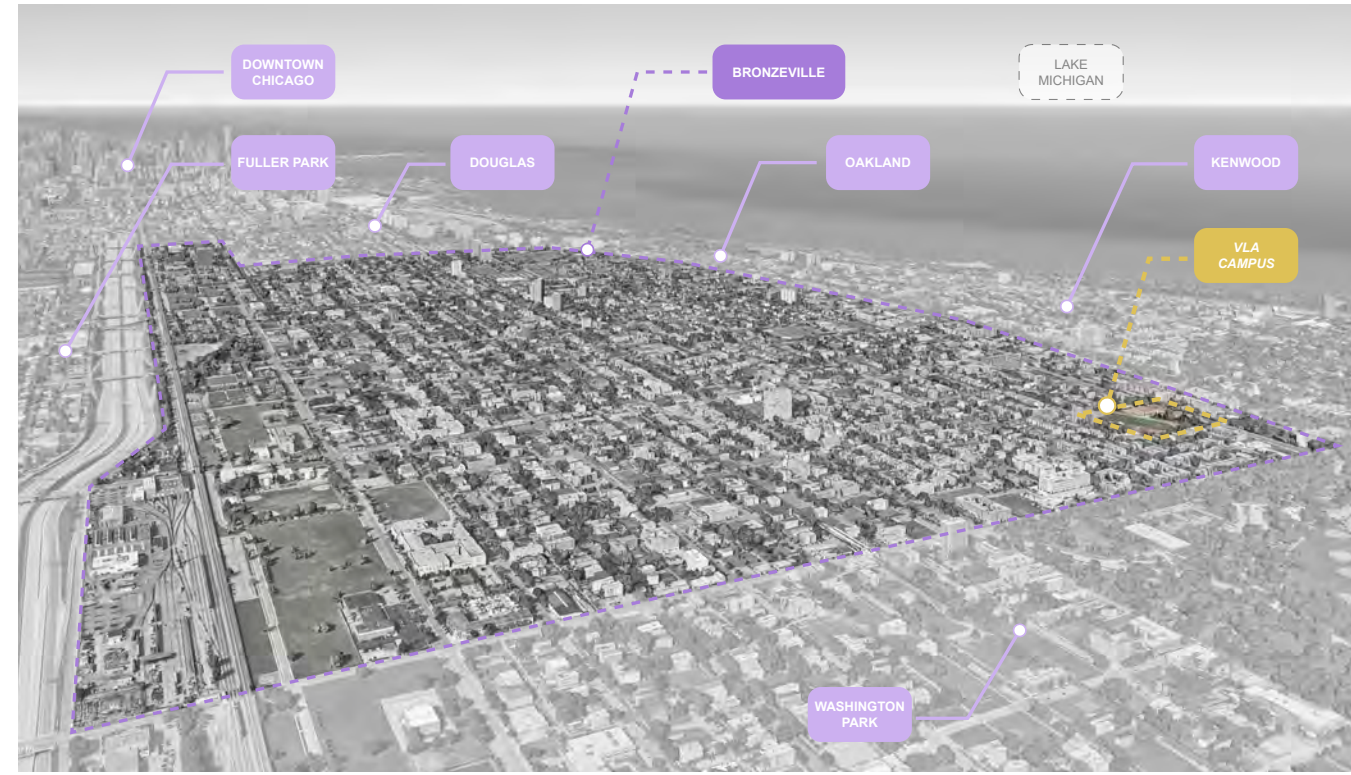 DOWNTOWN
CHICAGO
BRONZEVILLE
LAKE
MICHIGAN
FULLER PARK
DOUGLAS
OAKLAND
KENWOOD
VLA
CAMPUS
WASHINGTON
PARK